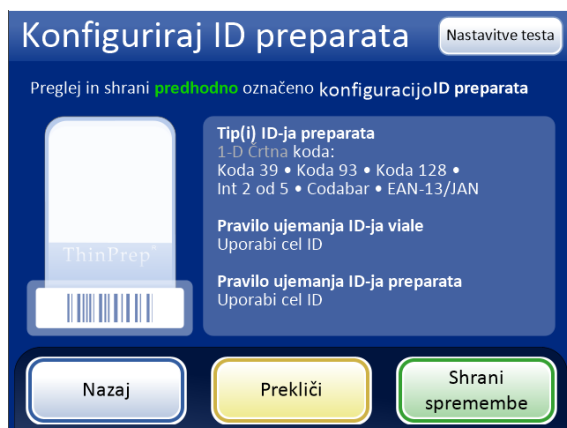 Konfiguriraj ID preparata
Nastavitve testa
Preglej in shrani predhodno označeno konfiguracijo ID preparata
Tip(i) ID-ja preparata
1-D Črtna koda:
Koda 39 • Koda 93 • Koda 128 •
Int 2 od 5 • Codabar • EAN-13/JAN
Pravilo ujemanja ID-ja viale
Uporabi cel ID
Pravilo ujemanja ID-ja preparata
Uporabi cel ID
ThinPrep®
Nazaj
Prekliči
Shrani
spremembe